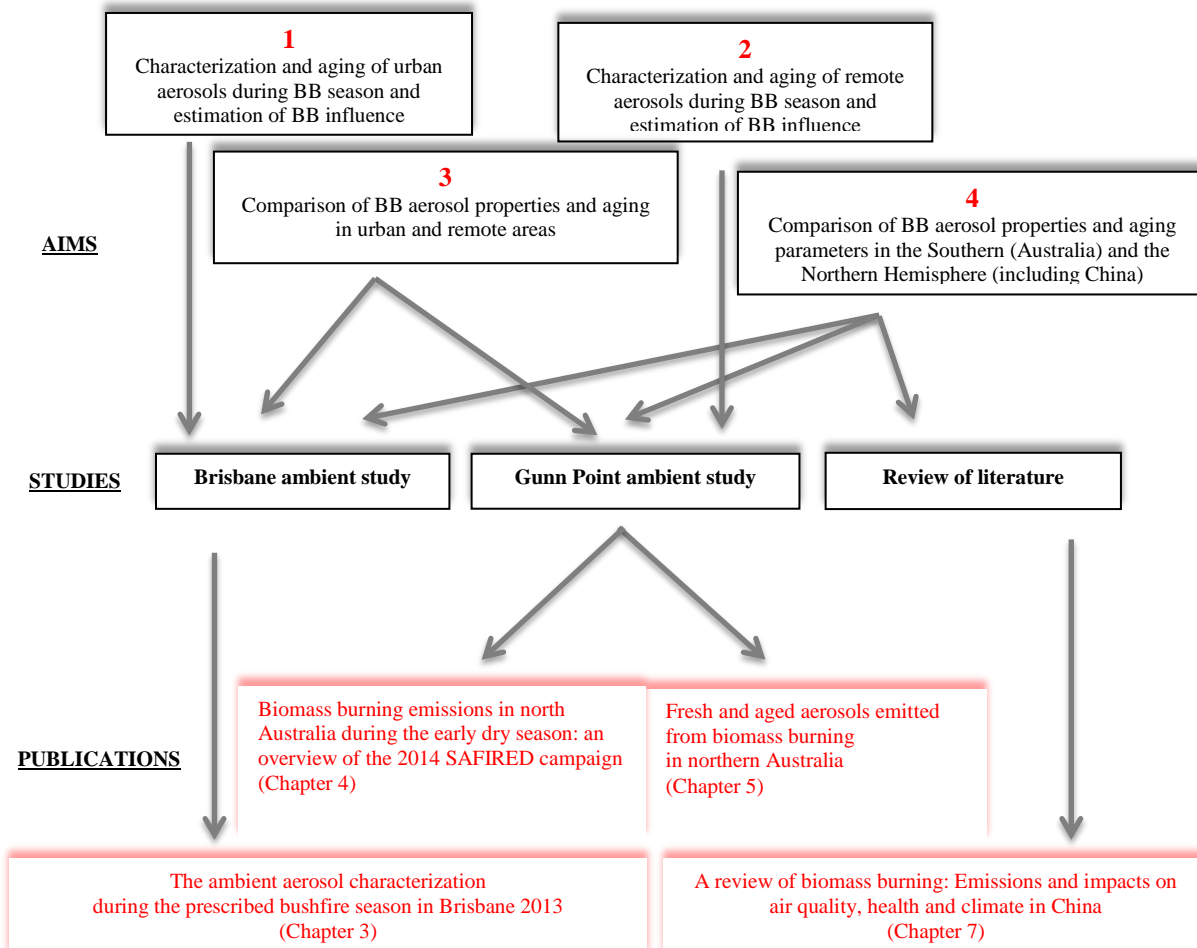 1
Characterization and aging of urban
aerosols during BB season and
estimation of BB influence
2
Characterization and aging of remote
aerosols during BB season and
estimation of BB influence
3
Comparison of BB aerosol properties and aging
in urban and remote areas
4
Comparison of BB aerosol properties and aging
parameters in the Southern (Australia) and the
Northern Hemisphere (including China)
AIMS
STUDIES
Brisbane ambient study
Gunn Point ambient study
Review of literature
PUBLICATIONS
Biomass burning emissions in north
Australia during the early dry season: an
overview of the 2014 SAFIRED campaign
(Chapter 4)
Fresh and aged aerosols emitted
from biomass burning
in northern Australia
(Chapter 5)
The ambient aerosol characterization
during the prescribed bushfire season in Brisbane 2013
(Chapter 3)
A review of biomass burning: Emissions and impacts on
air quality, health and climate in China
(Chapter 7)